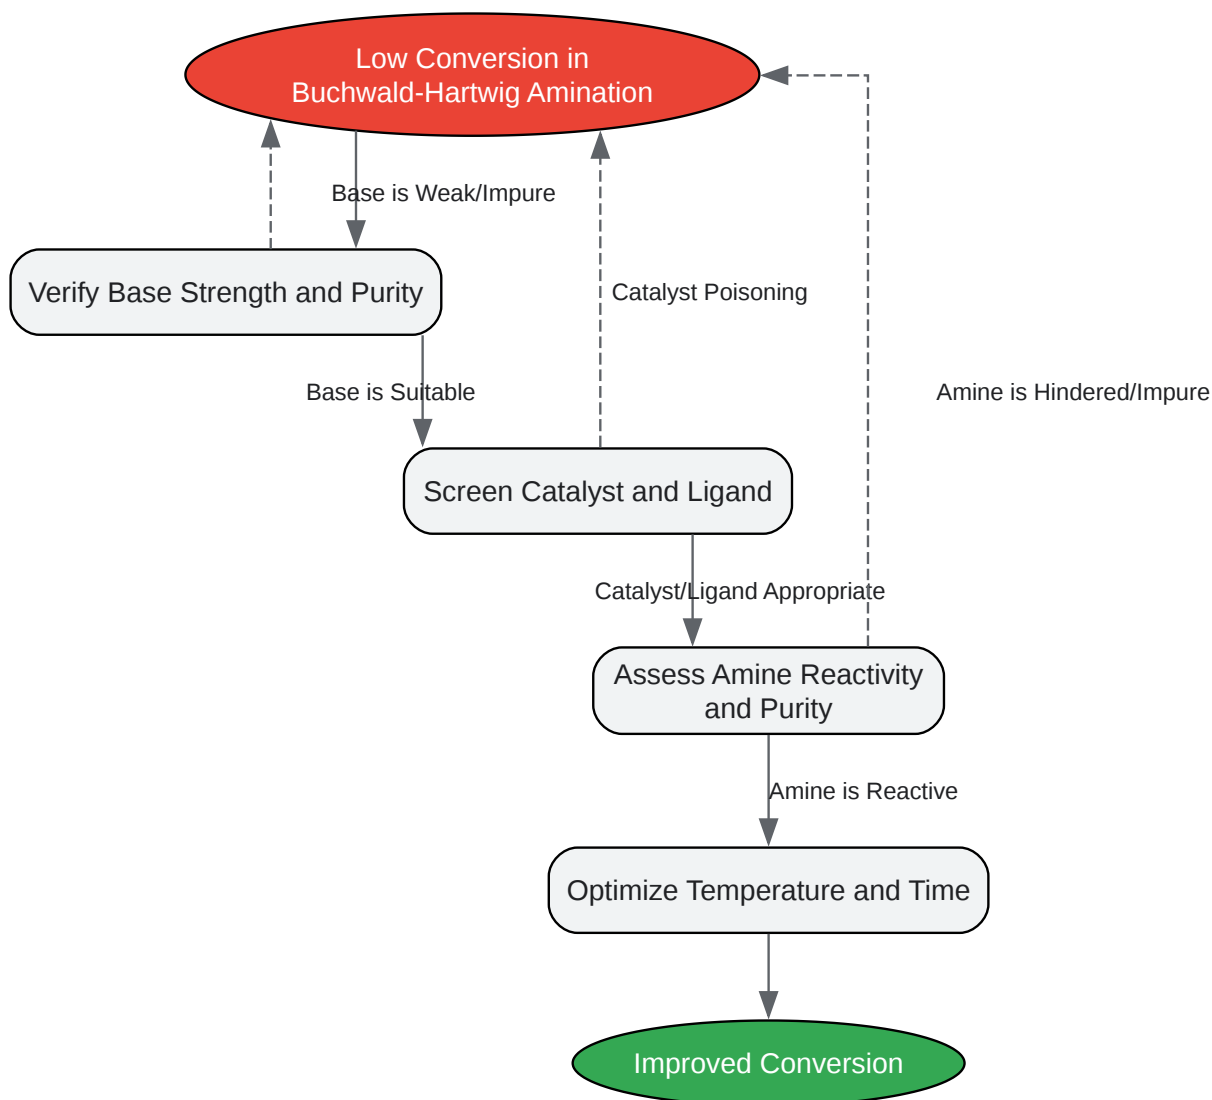 Low Conversion in
Buchwald-Hartwig Amination
Base is Weak/Impure
Verify Base Strength and Purity
Catalyst Poisoning
Base is Suitable
Amine is Hindered/Impure
Screen Catalyst and Ligand
Catalyst/Ligand Appropriate
Assess Amine Reactivity
and Purity
Amine is Reactive
Optimize Temperature and Time
Improved Conversion